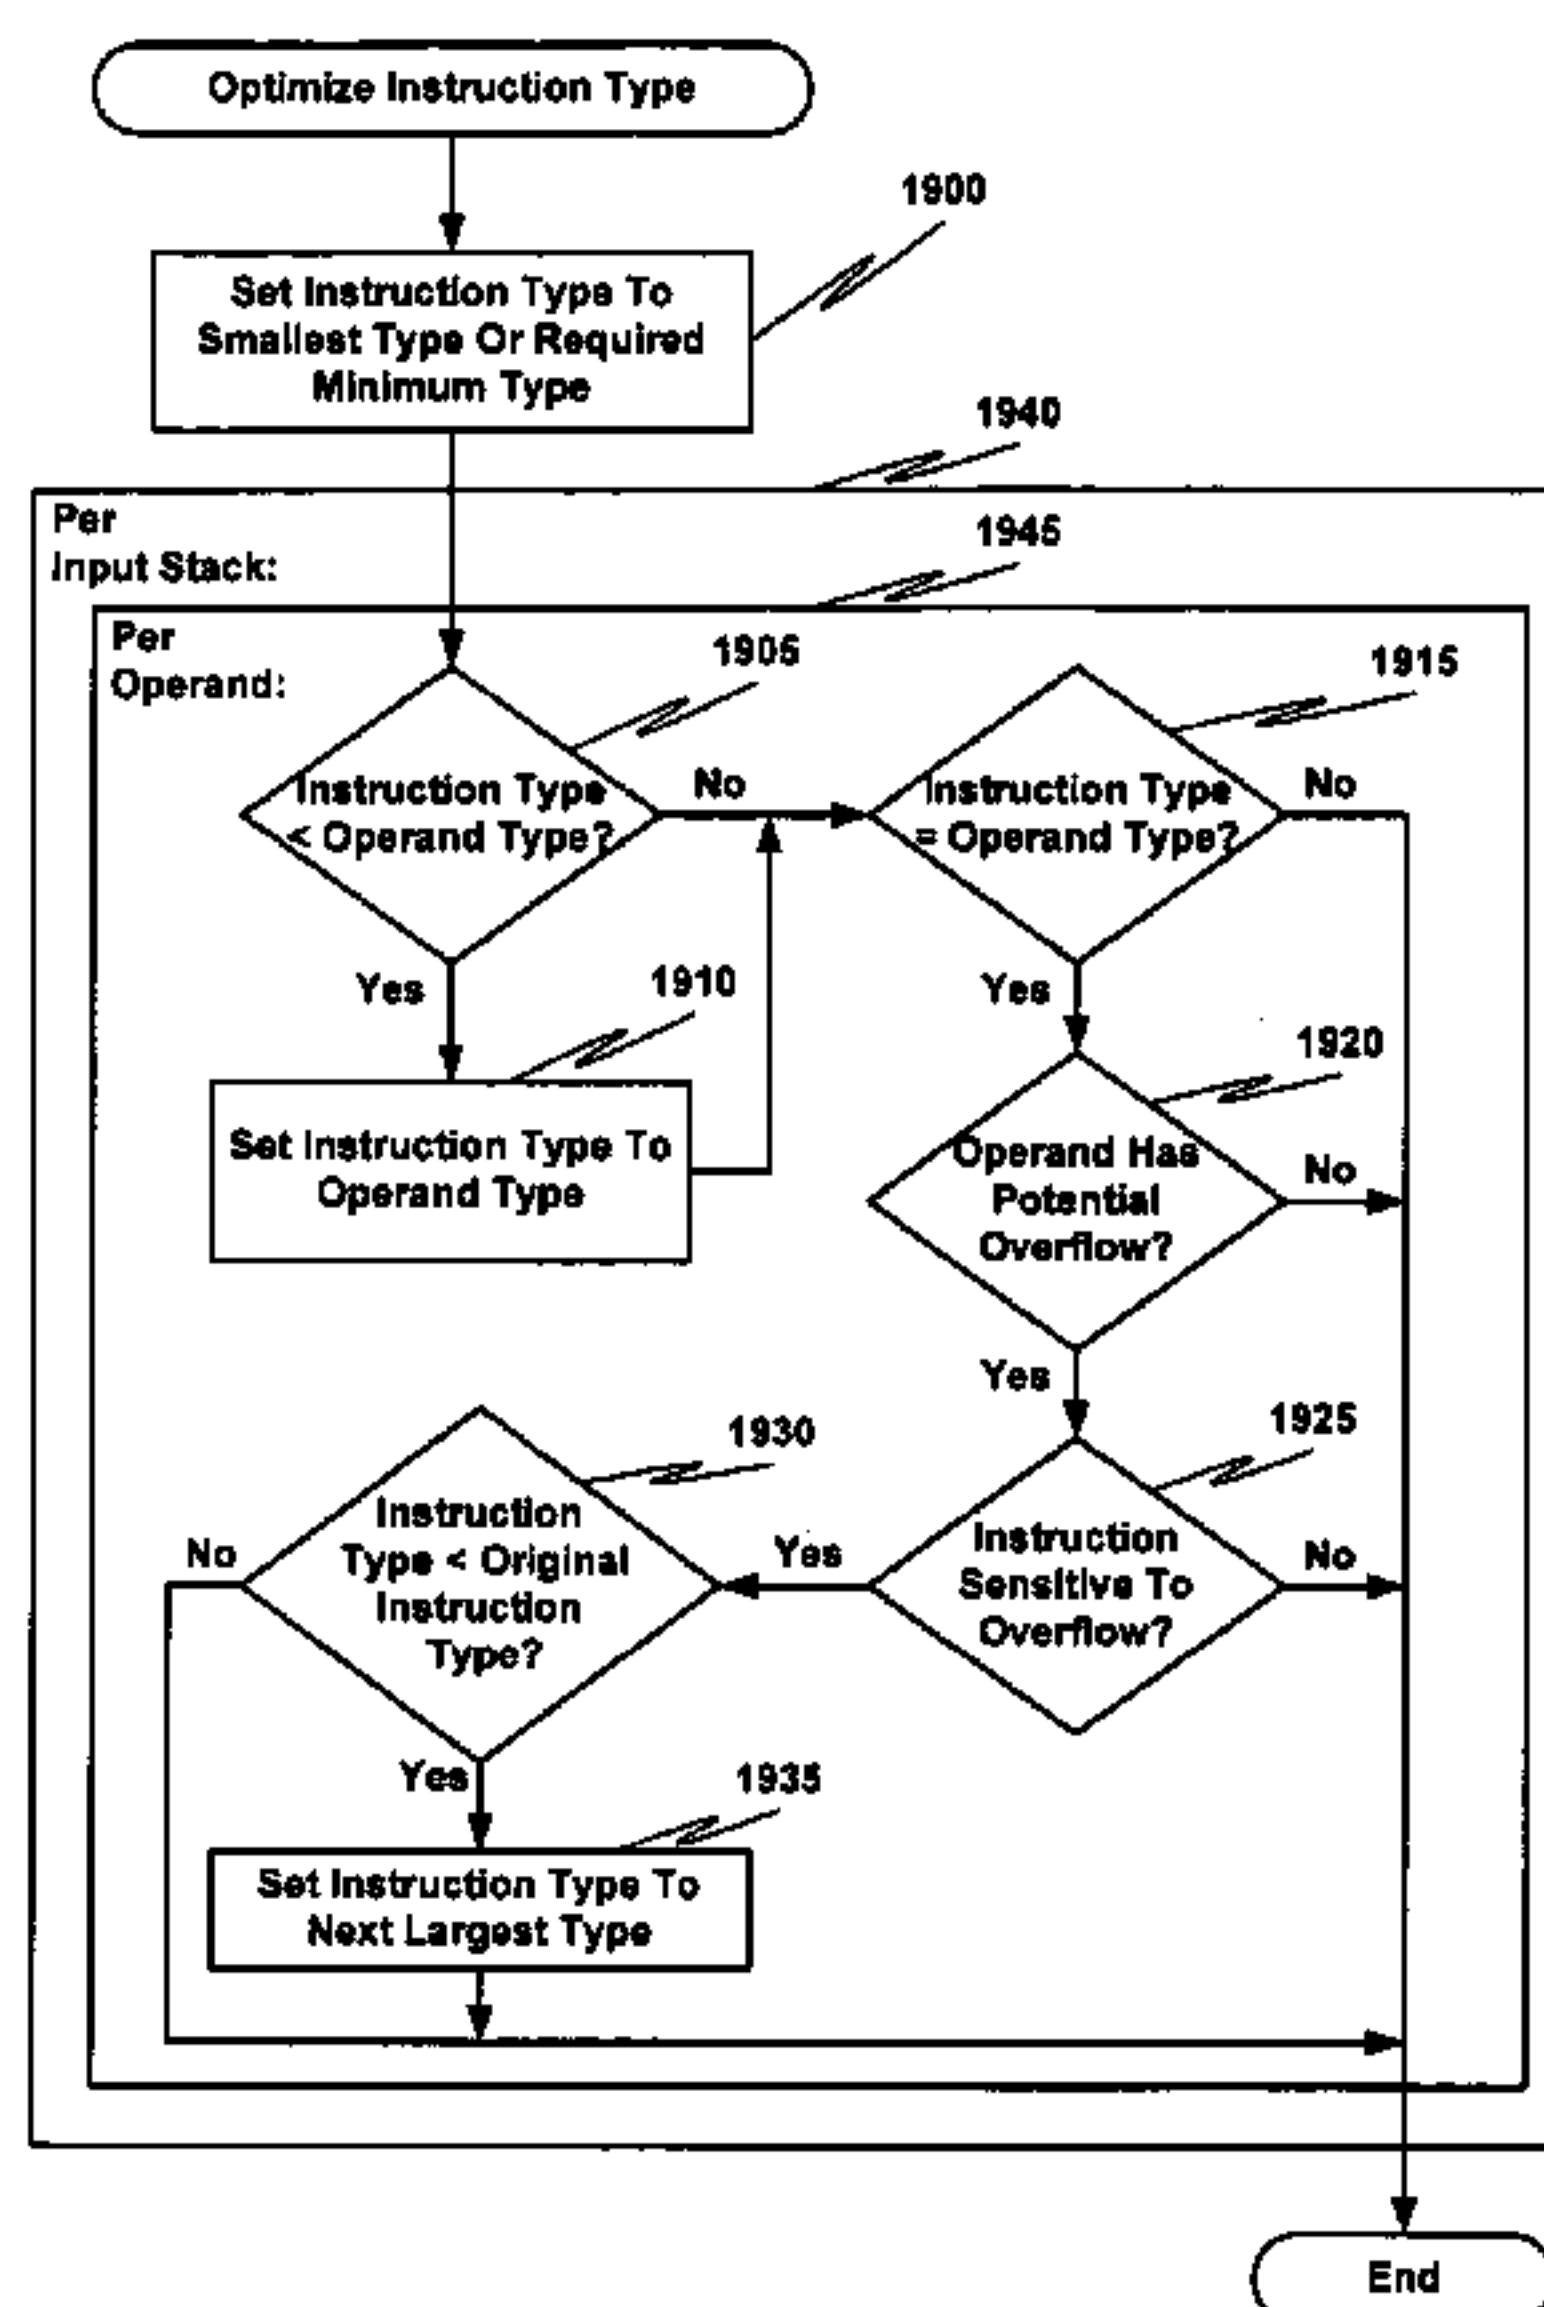 Optimize Instruction Type
1900
Set Instruction Type To
Smallest Type Or Required
Minimum Type
1940
Per
Input Stack:
1945
Per
Operand:
1905
1915
Instruction Type
< Operand Type?
No
Instruction Type
= Operand Type?
No
Yes
1910
Yes
1920
Set Instruction Type To
Operand Type
Operand Has
Potential
Overflow?
No
Yes
1930
1925
Instruction
Type < Original
Instruction
Type?
No
Yes
Instruction
Sensitive To
Overflow?
No
Yes
1935
Set Instruction Type To
Next Largest Type
End